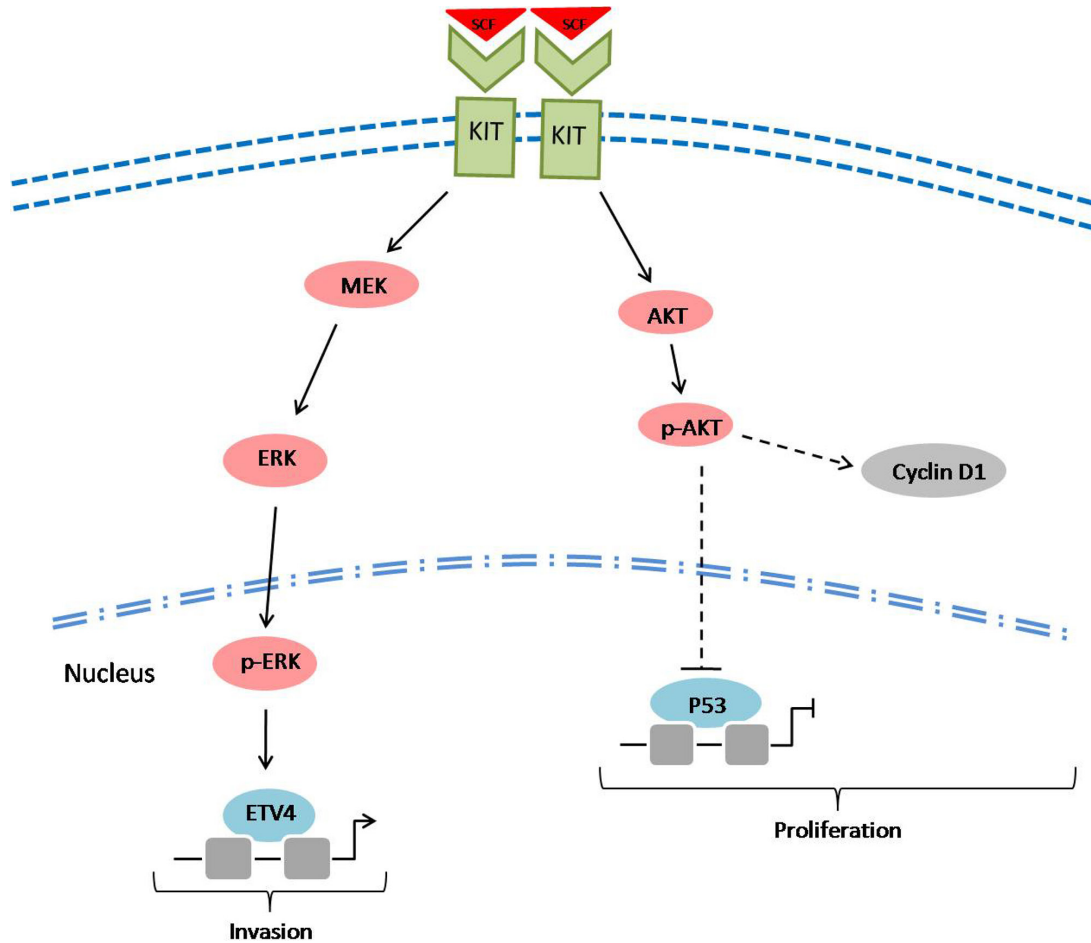 SCF SCF
KIT KIT
MEK
AKT
p-AKT
ERK
Cyclin D1
Nucleus
p-ERK
P53
ETV4
Proliferation
Invasion